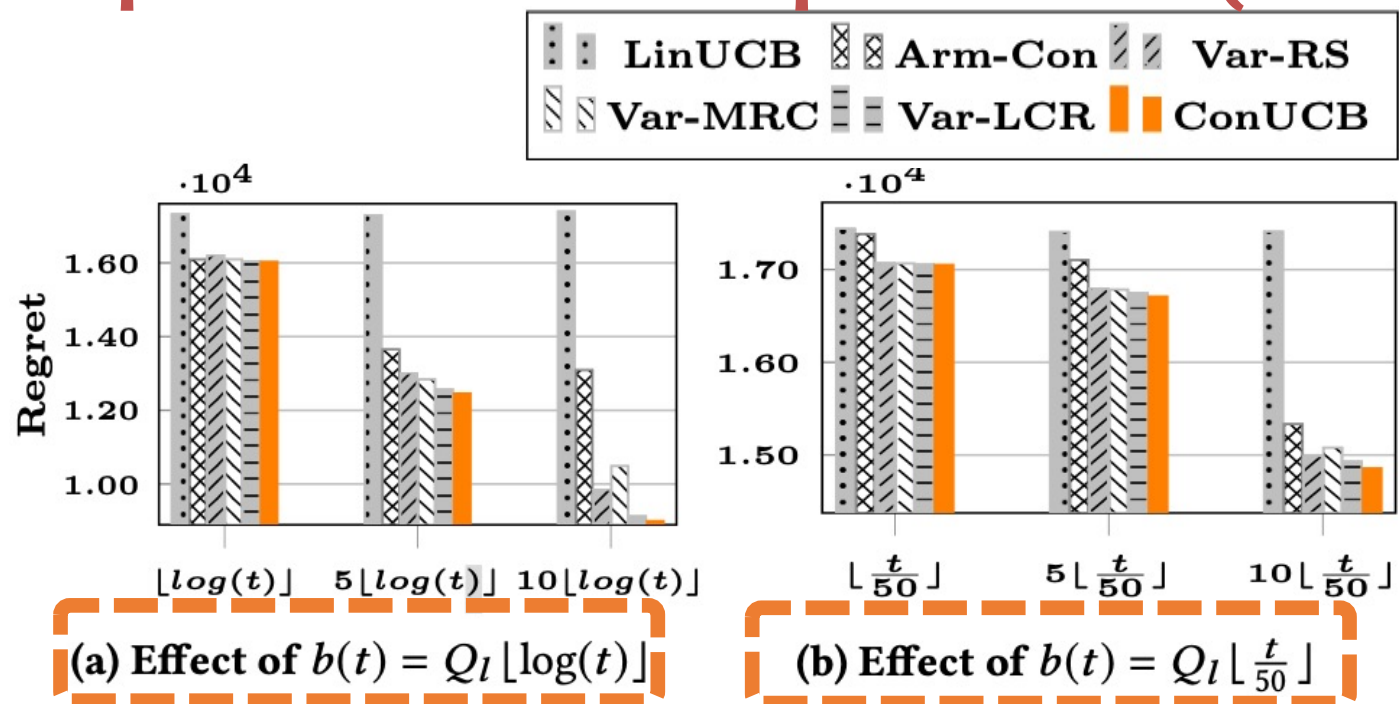 LinUCB Arm-Con Var-RS
Var-MRC Var-LCR ConUCB
·10⁴
1.60
1.40
1.20
1.00
Regret
⌊log(t)⌋ 5⌊log(t)⌋ 10⌊log(t)⌋
(a) Effect of b(t) = Qₗ⌊log(t)⌋
·10⁴
1.70
1.60
1.50
⌊t/50⌋ 5⌊t/50⌋ 10⌊t/50⌋
(b) Effect of b(t) = Qₗ⌊t/50⌋